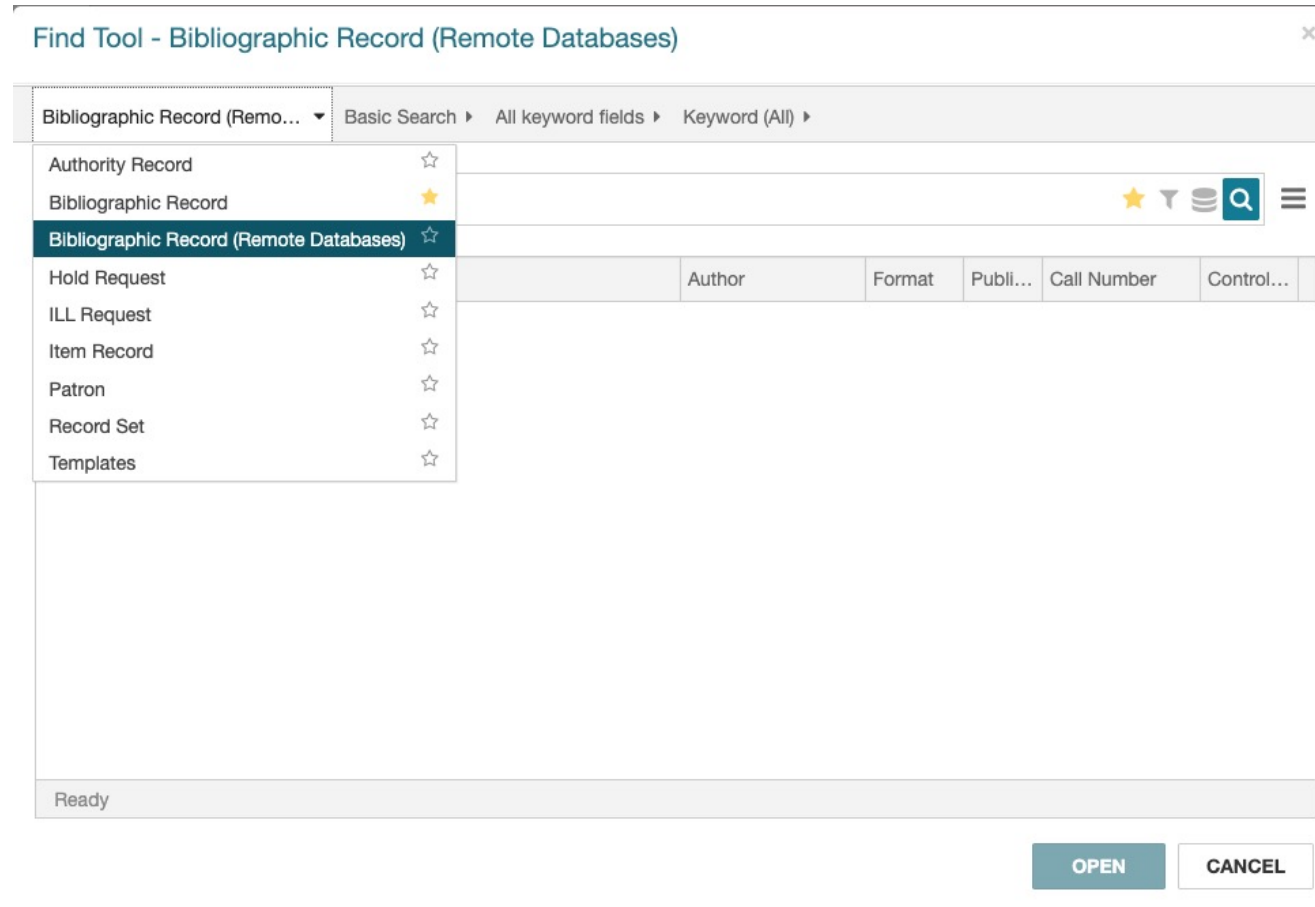 Find Tool - Bibliographic Record (Remote Databases)
Bibliographic Record (Remo... Basic Search All keyword fields Keyword (All)
Authority Record
Bibliographic Record
Bibliographic Record (Remote Databases)
Hold Request
ILL Request
Item Record
Patron
Record Set
Templates
Author Format Publi... Call Number Control...
Ready
OPEN CANCEL